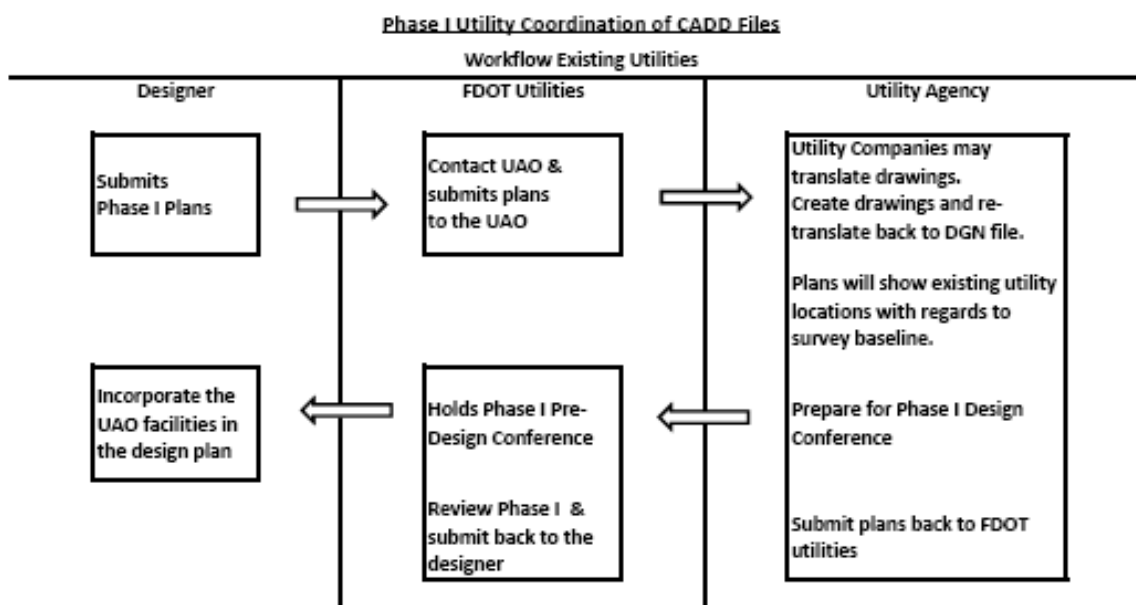 Phase I Utility Coordination of CADD Files
Workflow Existing Utilities
Designer
FDOT Utilities
Utility Agency
Submits
Phase I Plans
Contact UAO &
submits plans
to the UAO
Utility Companies may
translate drawings.
Create drawings and re-
translate back to DGN file.
Plans will show existing utility
locations with regards to
survey baseline.
Prepare for Phase I Design
Conference
Submit plans back to FDOT
utilities
Holds Phase I Pre-
Design Conference
Review Phase I & 
submit back to the
designer
Incorporate the
UAO facilities in
the design plan